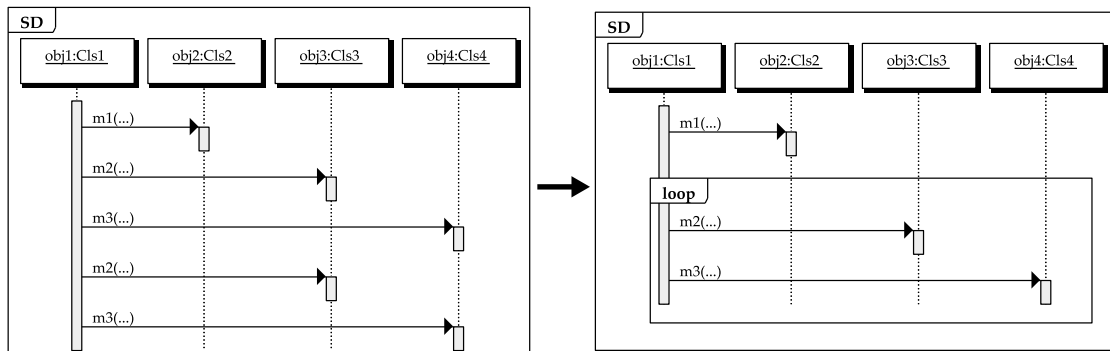 SD
obj1:Cls1 obj2:Cls2 obj3:Cls3 obj4:Cls4
m1(...)
m2(...)
m3(...)
m2(...)
m3(...)
SD
obj1:Cls1 obj2:Cls2 obj3:Cls3 obj4:Cls4
m1(...)
loop
m2(...)
m3(...)